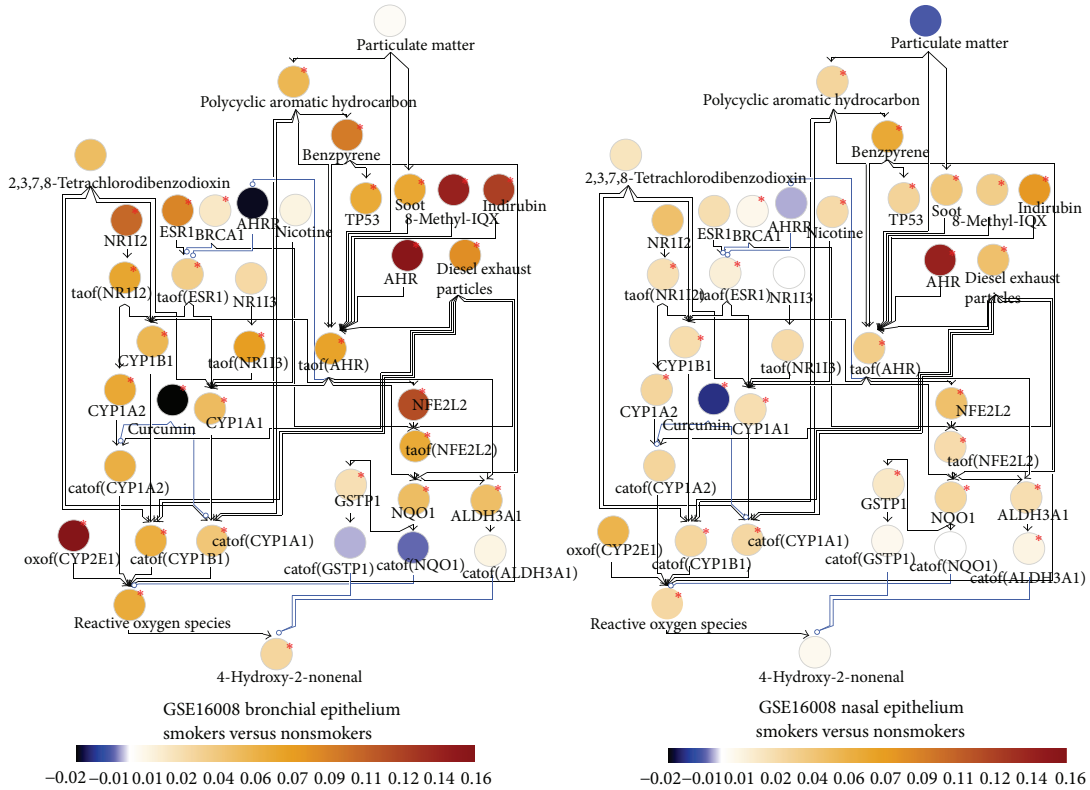 Particulate matter
Polycyclic aromatic hydrocarbon
Benzpyrene
2,3,7,8-Tetrachlorodibenzodioxin
TP53
Soot
8-Methyl-IQX
Indirubin
NR1I2
ESR1
BRCA1
AHRR
Nicotine
AHR
Diesel exhaust
particles
taof(NR1I2)
taof(ESR1)
NR1I3
CYP1B1
taof(NR1I3)
taof(AHR)
CYP1A2
Curcumin
CYP1A1
NFE2L2
taof(NFE2L2)
catof(CYP1A2)
GSTP1
NQO1
ALDH3A1
oxof(CYP2E1)
catof(CYP1B1)
catof(CYP1A1)
catof(GSTP1)
catof(NQO1)
catof(ALDH3A1)
Reactive oxygen species
4-Hydroxy-2-nonenal
GSE16008 bronchial epithelium
smokers versus nonsmokers
−0.02 −0.01 0.01 0.02 0.04 0.06 0.07 0.09 0.11 0.12 0.14 0.16
Particulate matter
Polycyclic aromatic hydrocarbon
Benzpyrene
2,3,7,8-Tetrachlorodibenzodioxin
TP53
Soot
8-Methyl-IQX
Indirubin
NR1I2
ESR1
BRCA1
AHRR
Nicotine
AHR
Diesel exhaust
particles
taof(NR1I2)
taof(ESR1)
NR1I3
CYP1B1
taof(NR1I3)
taof(AHR)
CYP1A2
Curcumin
CYP1A1
NFE2L2
taof(NFE2L2)
catof(CYP1A2)
GSTP1
NQO1
ALDH3A1
oxof(CYP2E1)
catof(CYP1B1)
catof(CYP1A1)
catof(GSTP1)
catof(NQO1)
catof(ALDH3A1)
Reactive oxygen species
4-Hydroxy-2-nonenal
GSE16008 nasal epithelium
smokers versus nonsmokers
−0.02 −0.01 0.01 0.02 0.04 0.06 0.07 0.09 0.11 0.12 0.14 0.16